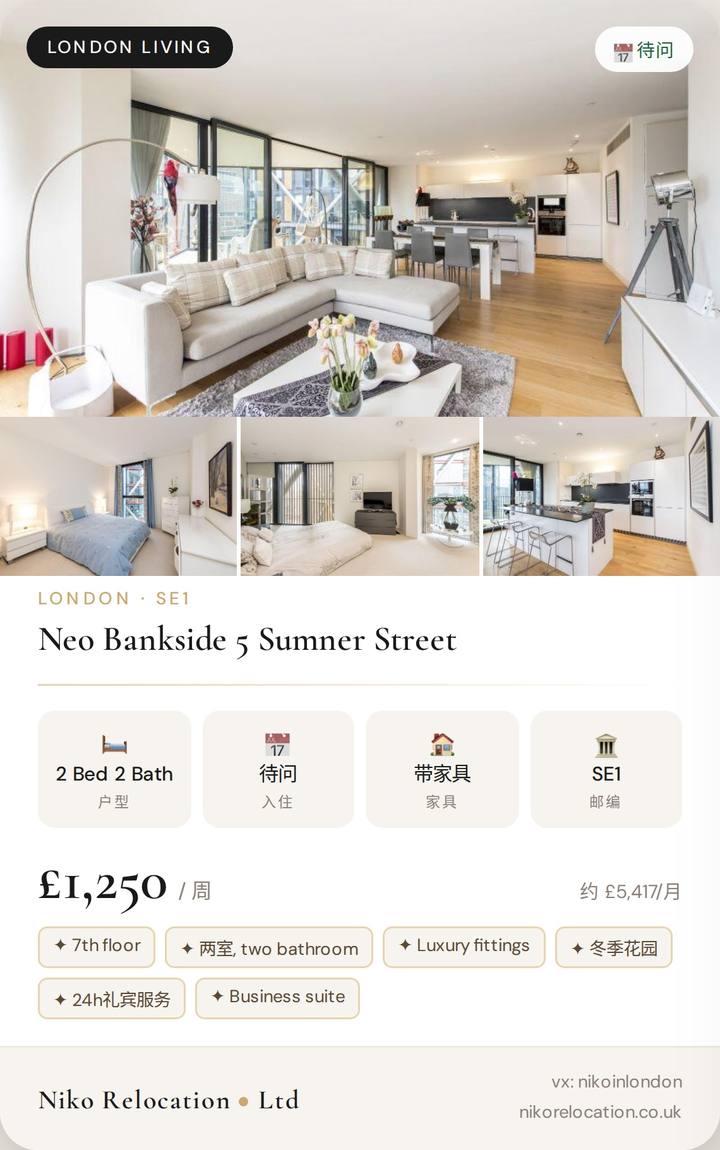 LONDON LIVING
📅 待问
LONDON · SE1
Neo Bankside 5 Sumner Street
2 Bed 2 Bath
户型
17
待问
入住
带家具
家具
SE1
邮编
£1,250 / 周
约 £5,417/月
✦ 7th floor
✦ 两室, two bathroom
✦ Luxury fittings
✦ 冬季花园
✦ 24h礼宾服务
✦ Business suite
Niko Relocation • Ltd
vx: nikoinlondon
nikorelocation.co.uk